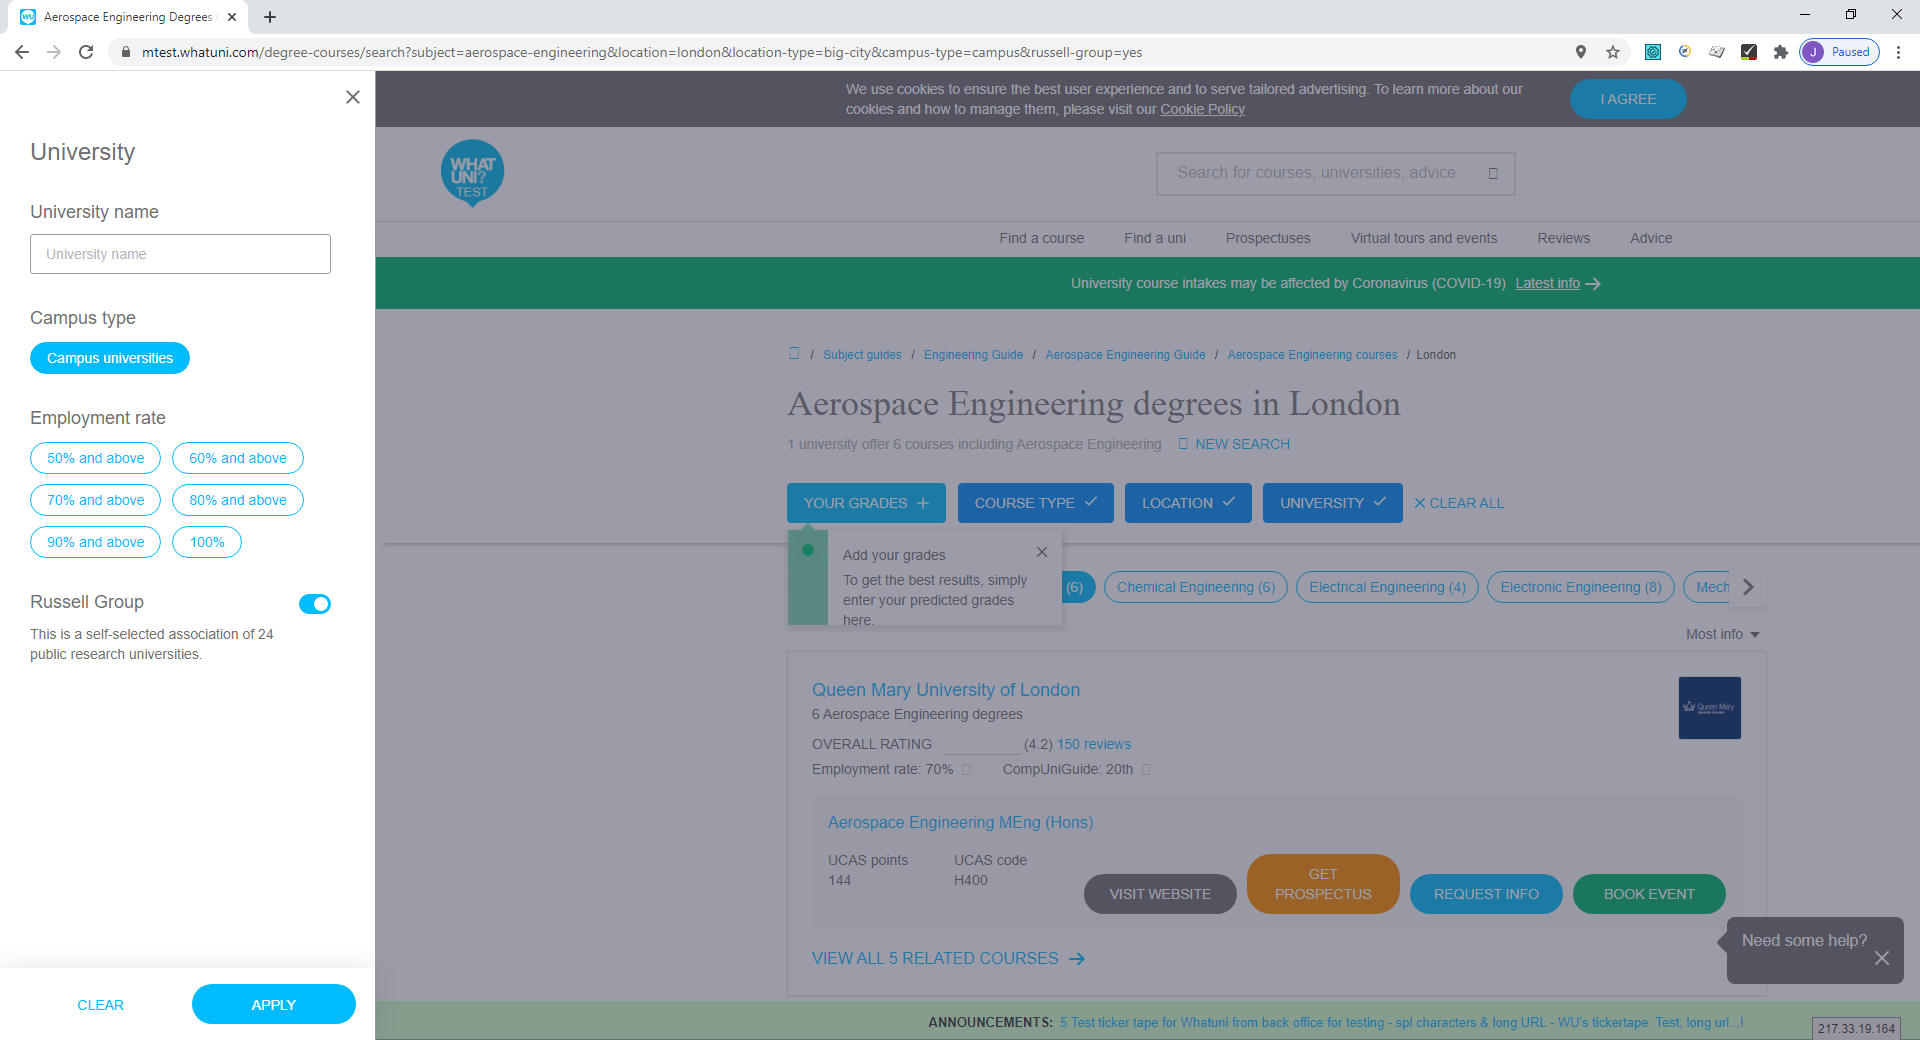 Aerospace Engineering Degrees
mtest.whatuni.com/degree-courses/search?subject=aerospace-engineering&location=london&location-type=big-city&campus-type=campus&russell-group=yes
J Paused
University
University name
University name
Campus type
Campus universities
Employment rate
50% and above 60% and above
70% and above 80% and above
90% and above 100%
Russell Group
This is a self-selected association of 24
public research universities.
CLEAR APPLY
We use cookies to ensure the best user experience and to serve tailored advertising. To learn more about our
cookies and how to manage them, please visit our Cookie Policy
I AGREE
WHAT
UNI?
TEST
Search for courses, universities, advice
Find a course Find a uni Prospectuses Virtual tours and events Reviews Advice
University course intakes may be affected by Coronavirus (COVID-19) Latest info
/ Subject guides / Engineering Guide / Aerospace Engineering Guide / Aerospace Engineering courses / London
Aerospace Engineering degrees in London
1 university offer 6 courses including Aerospace Engineering NEW SEARCH
YOUR GRADES COURSE TYPE LOCATION UNIVERSITY CLEAR ALL
Add your grades
To get the best results, simply
enter your predicted grades
here.
(6) Chemical Engineering (6) Electrical Engineering (4) Electronic Engineering (8) Mech
Most info
Queen Mary University of London
6 Aerospace Engineering degrees
OVERALL RATING (4.2) 150 reviews
Employment rate: 70% CompUniGuide: 20th
Queen Mary
Aerospace Engineering MEng (Hons)
UCAS points UCAS code
144 H400
VISIT WEBSITE
GET
PROSPECTUS
REQUEST INFO
BOOK EVENT
VIEW ALL 5 RELATED COURSES
Need some help?
ANNOUNCEMENTS: 5 Test ticker tape for Whatuni from back office for testing - spl characters & long URL - WU's tickertape: Test; long url...!
217.33.19.164